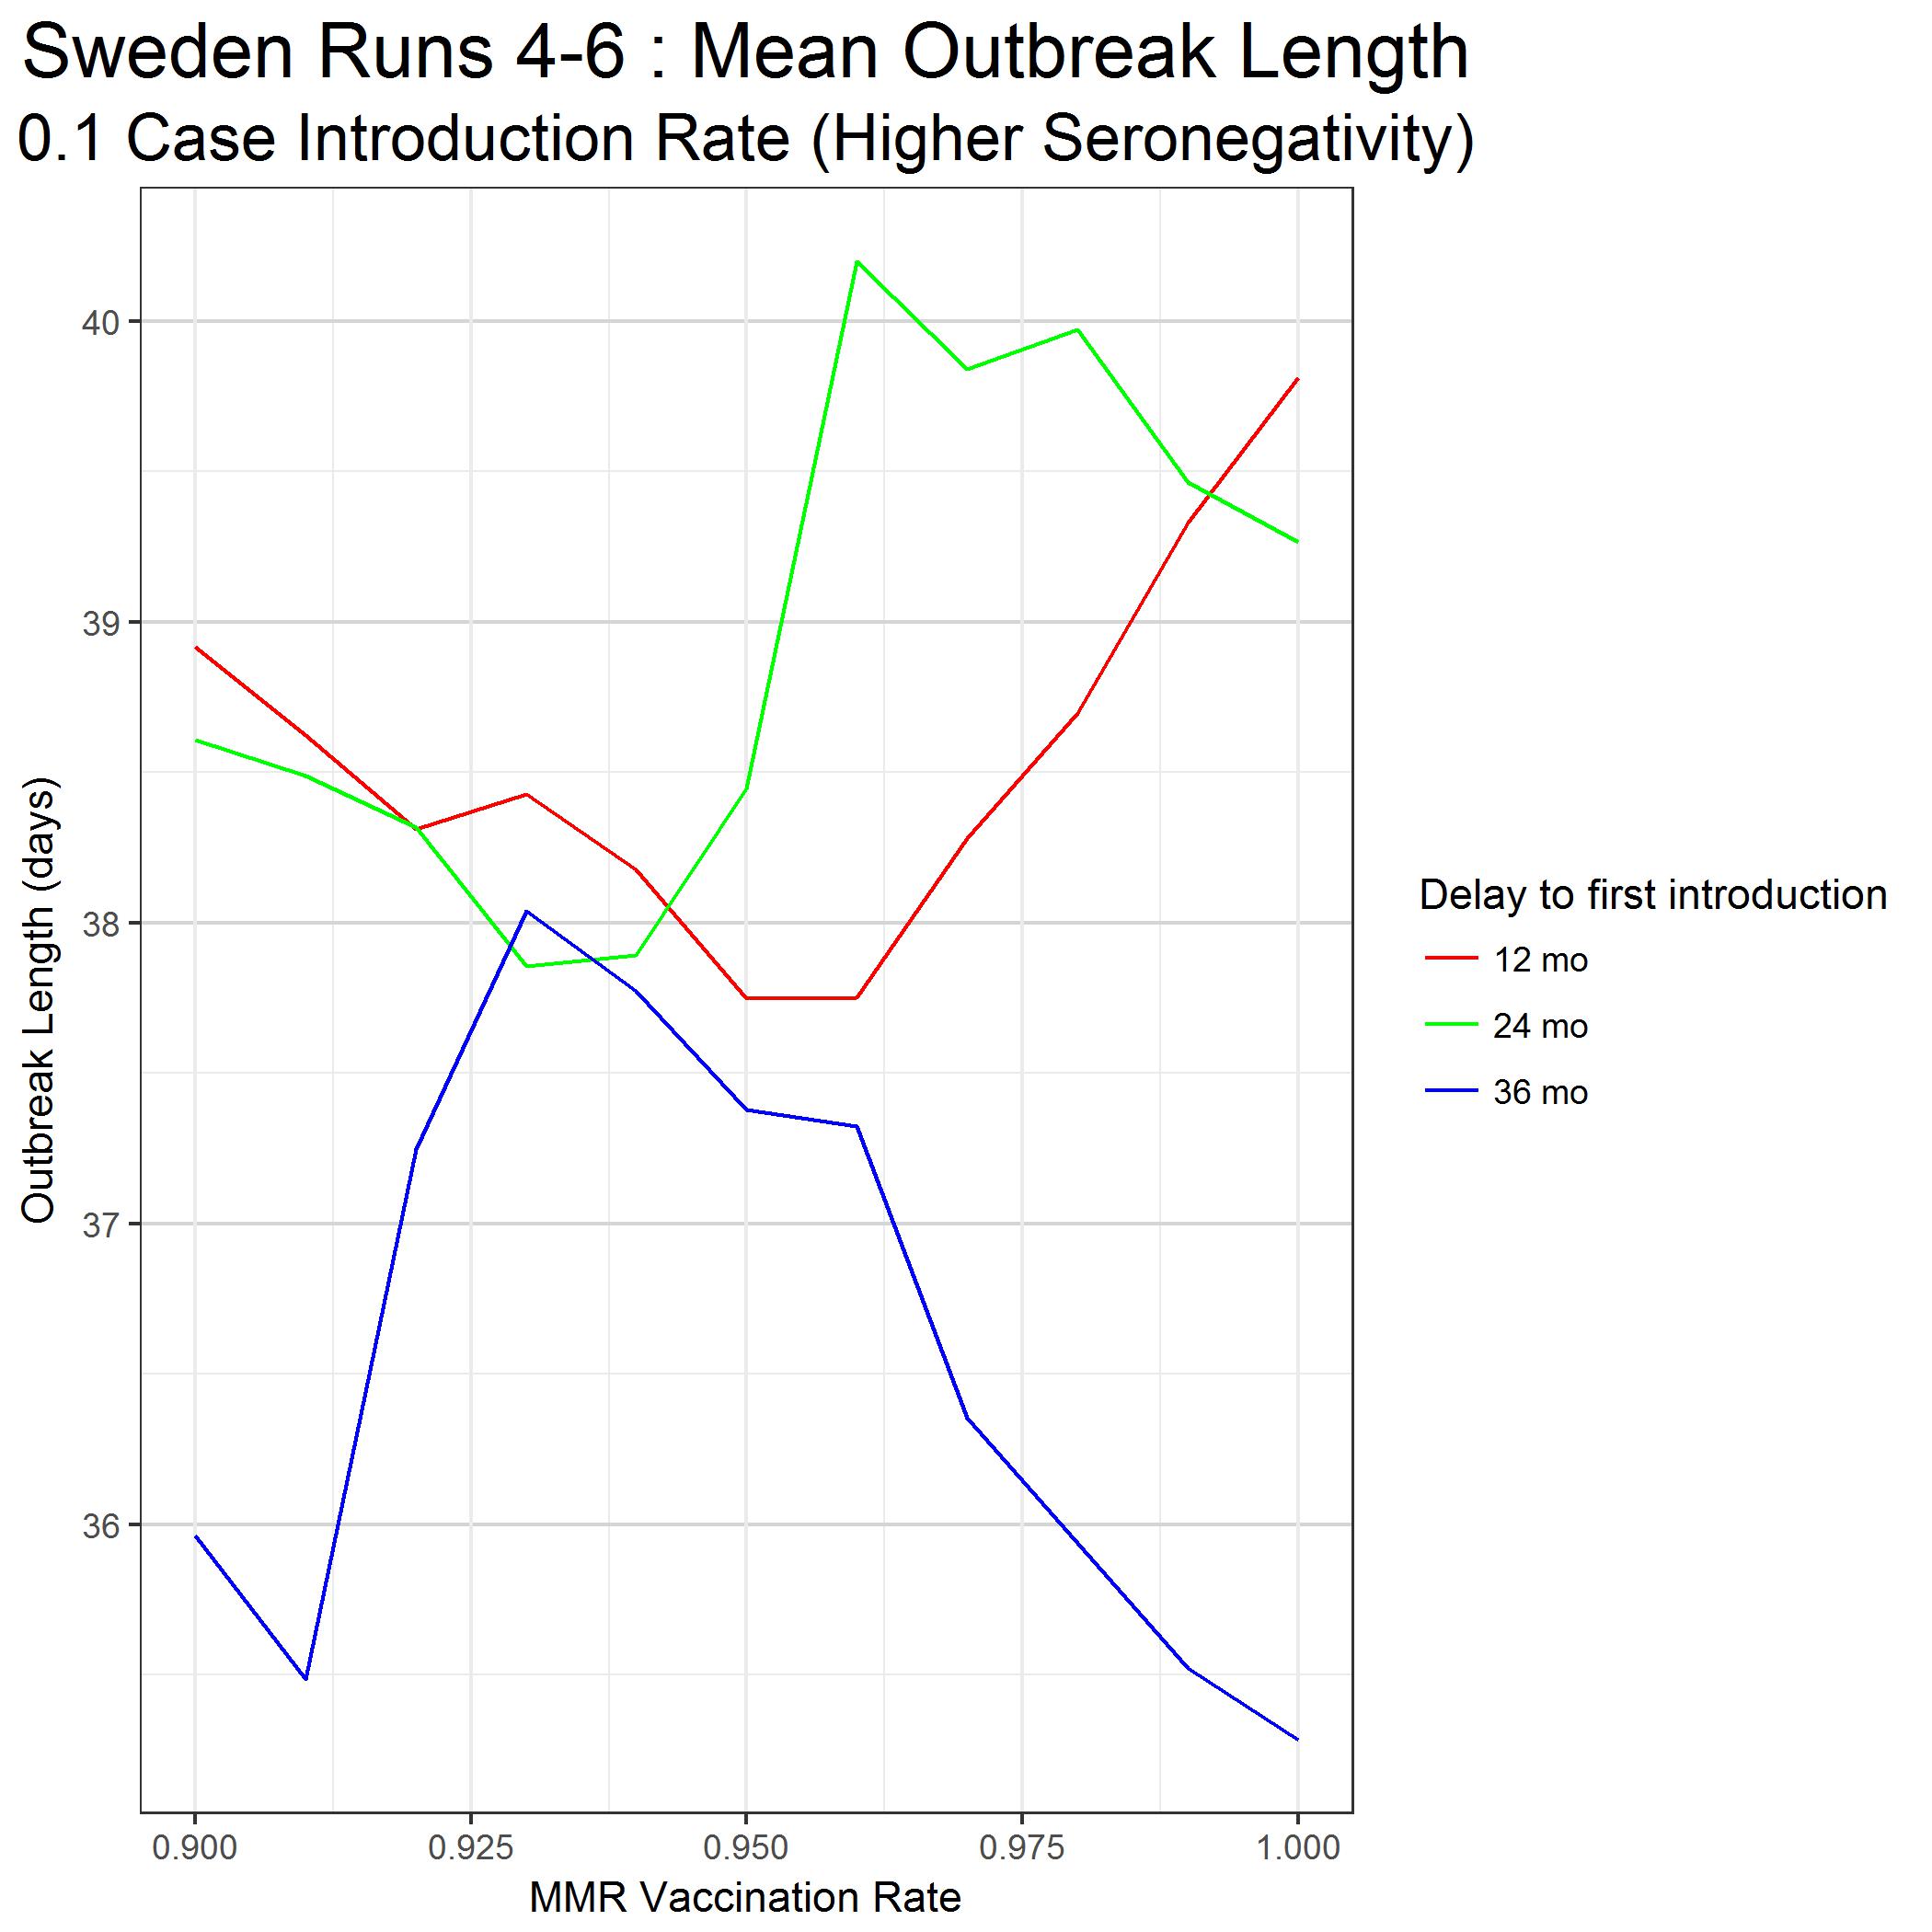 Sweden Runs 4-6 : Mean Outbreak Length
0.1 Case Introduction Rate (Higher Seronegativity)
Outbreak Length (days)
40
39
38
37
36
0.900 0.925 0.950 0.975 1.000
MMR Vaccination Rate
Delay to first introduction
12 mo
24 mo
36 mo